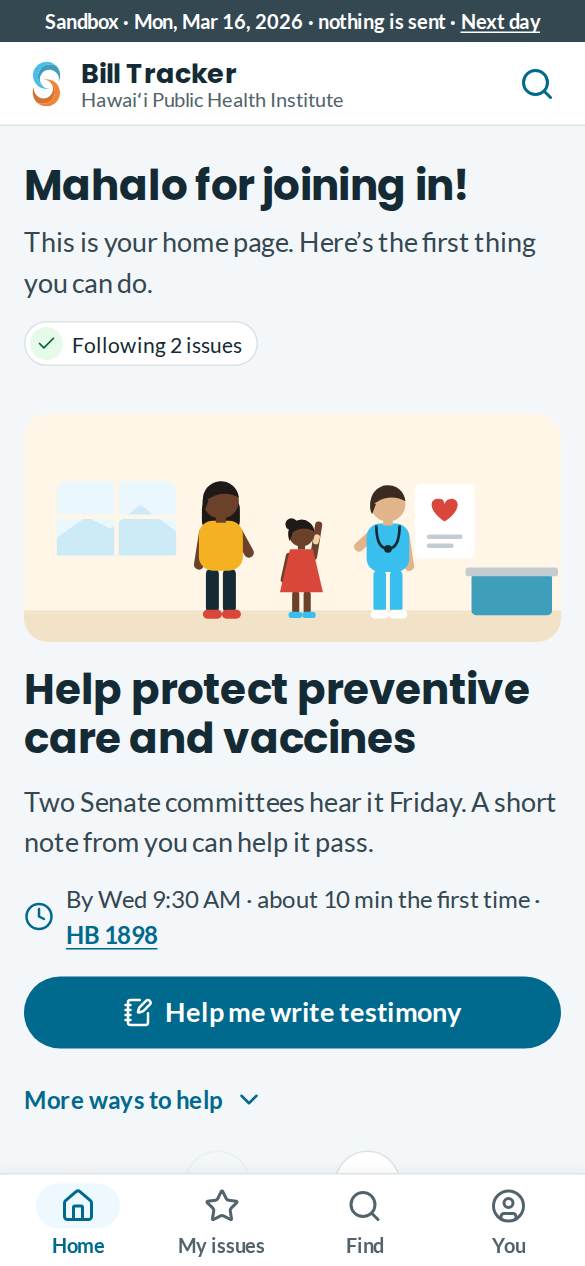 Sandbox · Mon, Mar 16, 2026 · nothing is sent · Next day
Bill Tracker
Hawaiʻi Public Health Institute
Mahalo for joining in!
This is your home page. Here’s the first thing
you can do.
Following 2 issues
Help protect preventive
care and vaccines
Two Senate committees hear it Friday. A short
note from you can help it pass.
By Wed 9:30 AM · about 10 min the first time ·
HB 1898
Help me write testimony
More ways to help
Home
My issues
Find
You